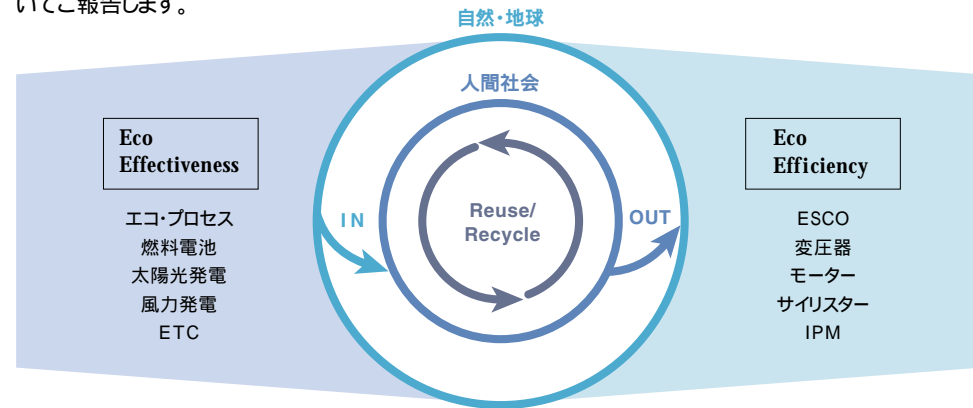 いてご報告します。
自然・地球
人間社会
Eco
Effectiveness
エコ・プロセス
燃料電池
太陽光発電
風力発電
ETC
IN
Reuse/
Recycle
OUT
Eco
Efficiency
ESCO
変圧器
モーター
サイリスター
IPM